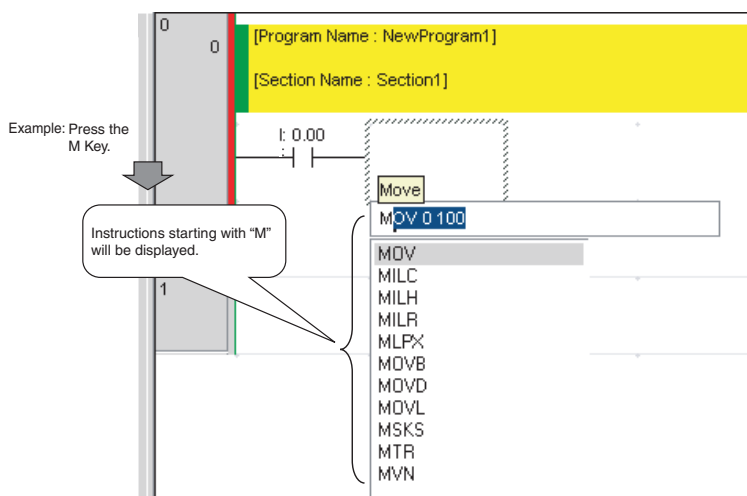 0
0
[Program Name : NewProgram1]
[Section Name : Section1]
Example: Press the
M Key.
I: 0.00
Move
MOV 0 100
Instructions starting with “M”
will be displayed.
MOV
MILC
MILH
MILR
MLPX
MOVB
MOVD
MOVL
MSKS
MTR
MVN
1